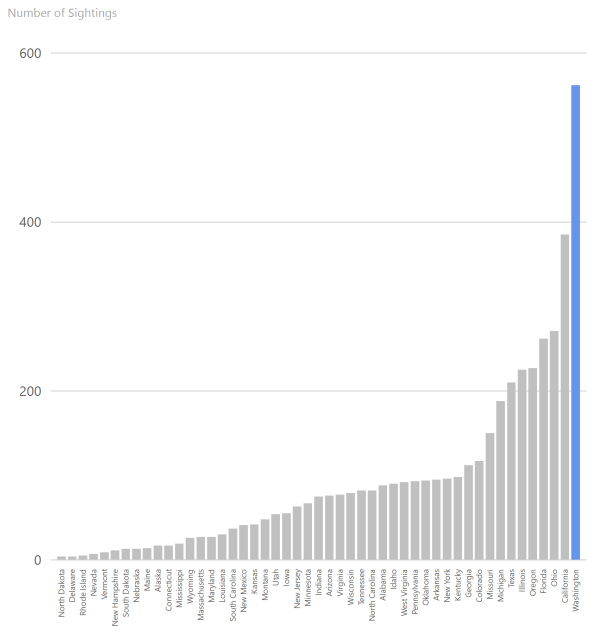 Number of Sightings
600
400
200
0
North Dakota
Delaware
Rhode Island
Nevada
Vermont
New Hampshire
South Dakota
Nebraska
Maine
Alaska
Connecticut
Mississippi
Wyoming
Massachusetts
Maryland
Louisiana
South Carolina
New Mexico
Kansas
Montana
Utah
Iowa
New Jersey
Minnesota
Indiana
Arizona
Virginia
Wisconsin
Tennessee
North Carolina
Alabama
Idaho
West Virginia
Pennsylvania
Oklahoma
Arkansas
New York
Kentucky
Georgia
Colorado
Missouri
Michigan
Texas
Illinois
Oregon
Florida
Ohio
California
Washington